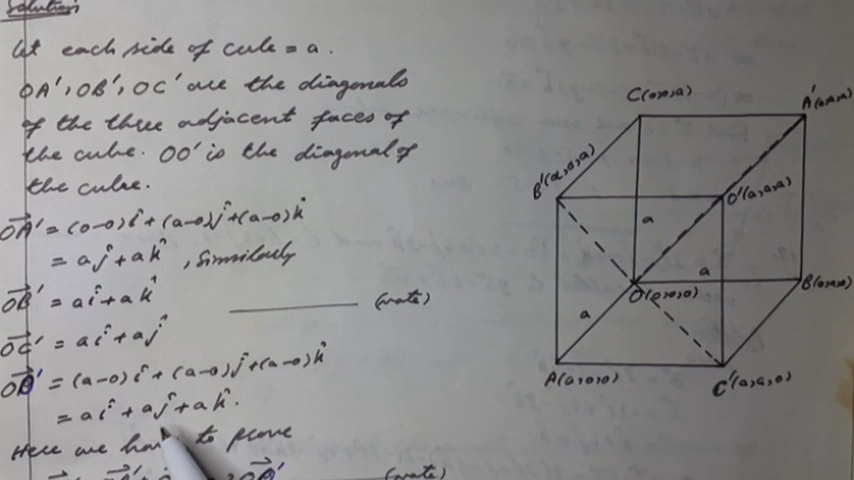 Solution
Let each side of cube = a.
OA', OB', OC' are the diagonals
of the three adjacent faces of
the cube. OO' is the diagonal of
the cube.
OA'→ = (0-0)î + (a-0)ĵ + (a-0)k̂
= aĵ + ak̂, Similarly
OB'→ = aî + ak̂ ——— (note)
OC'→ = aî + aĵ
OO'→ = (a-0)î + (a-0)ĵ + (a-0)k̂
= aî + aĵ + ak̂.
Here we have to prove
OO'→ ——— (note)
C(0,0,a)
A'(0,a,a)
B'(a,0,a)
O'(a,a,a)
a
a
O(0,0,0)
B(0,a,0)
a
A(a,0,0)
C'(a,a,0)